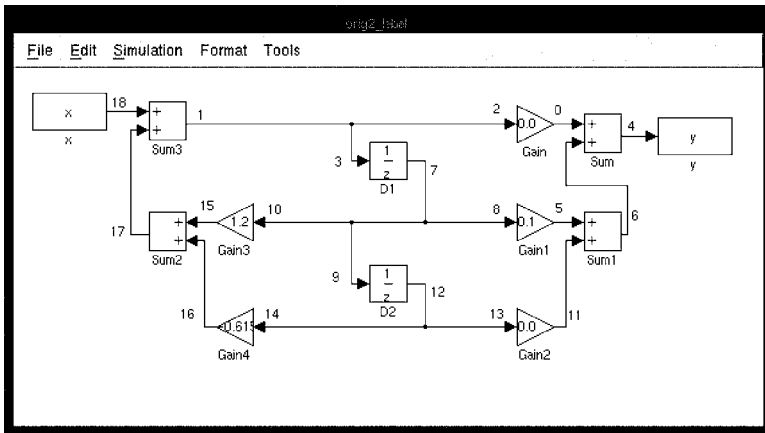 orig2_label
File Edit Simulation Format Tools
x
x
18
+
+
Sum3
1
2
0.0
Gain
0
+
+
Sum
4
y
y
3
1
z
D1
7
17
+
+
Sum2
15
1.2
Gain3
10
8
0.1
Gain1
5
+
+
Sum1
6
9
1
z
D2
12
16
Gain4
14
13
0.0
Gain2
11